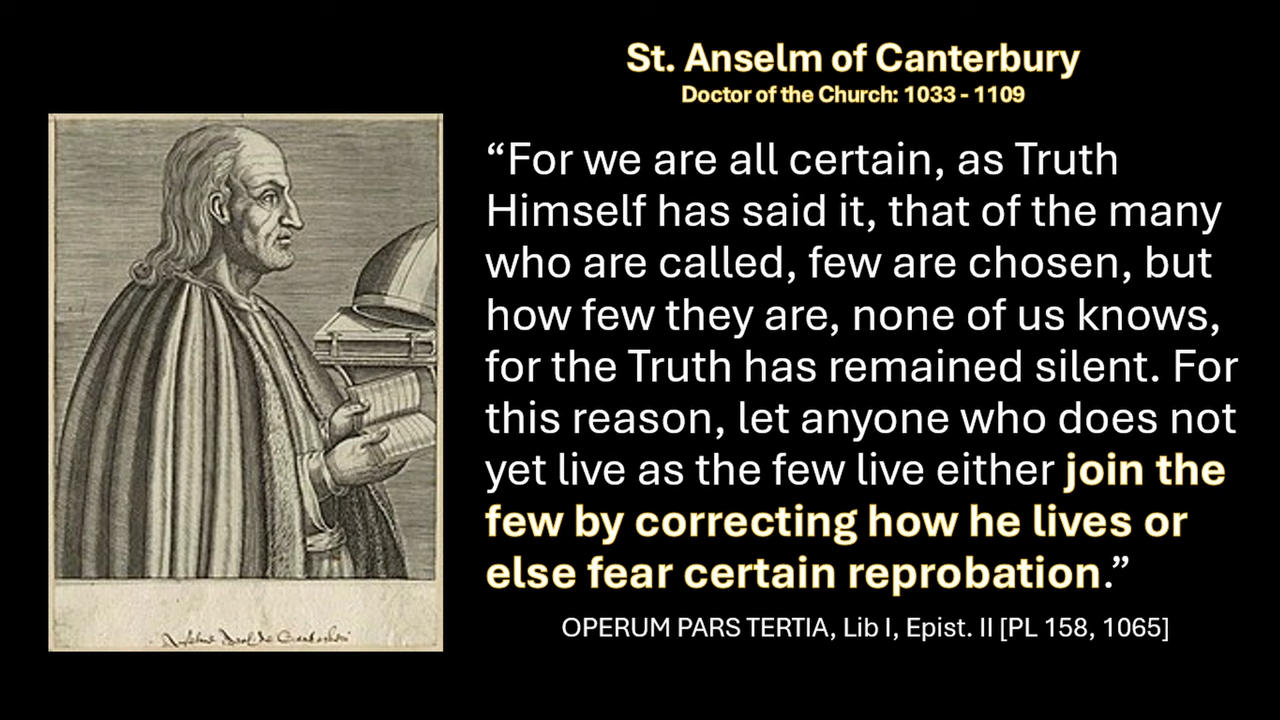 St. Anselm of Canterbury
Doctor of the Church: 1033 - 1109
“For we are all certain, as Truth
Himself has said it, that of the many
who are called, few are chosen, but
how few they are, none of us knows,
for the Truth has remained silent. For
this reason, let anyone who does not
yet live as the few live either join the
few by correcting how he lives or
else fear certain reprobation.”
OPERUM PARS TERTIA, Lib I, Epist. II [PL 158, 1065]